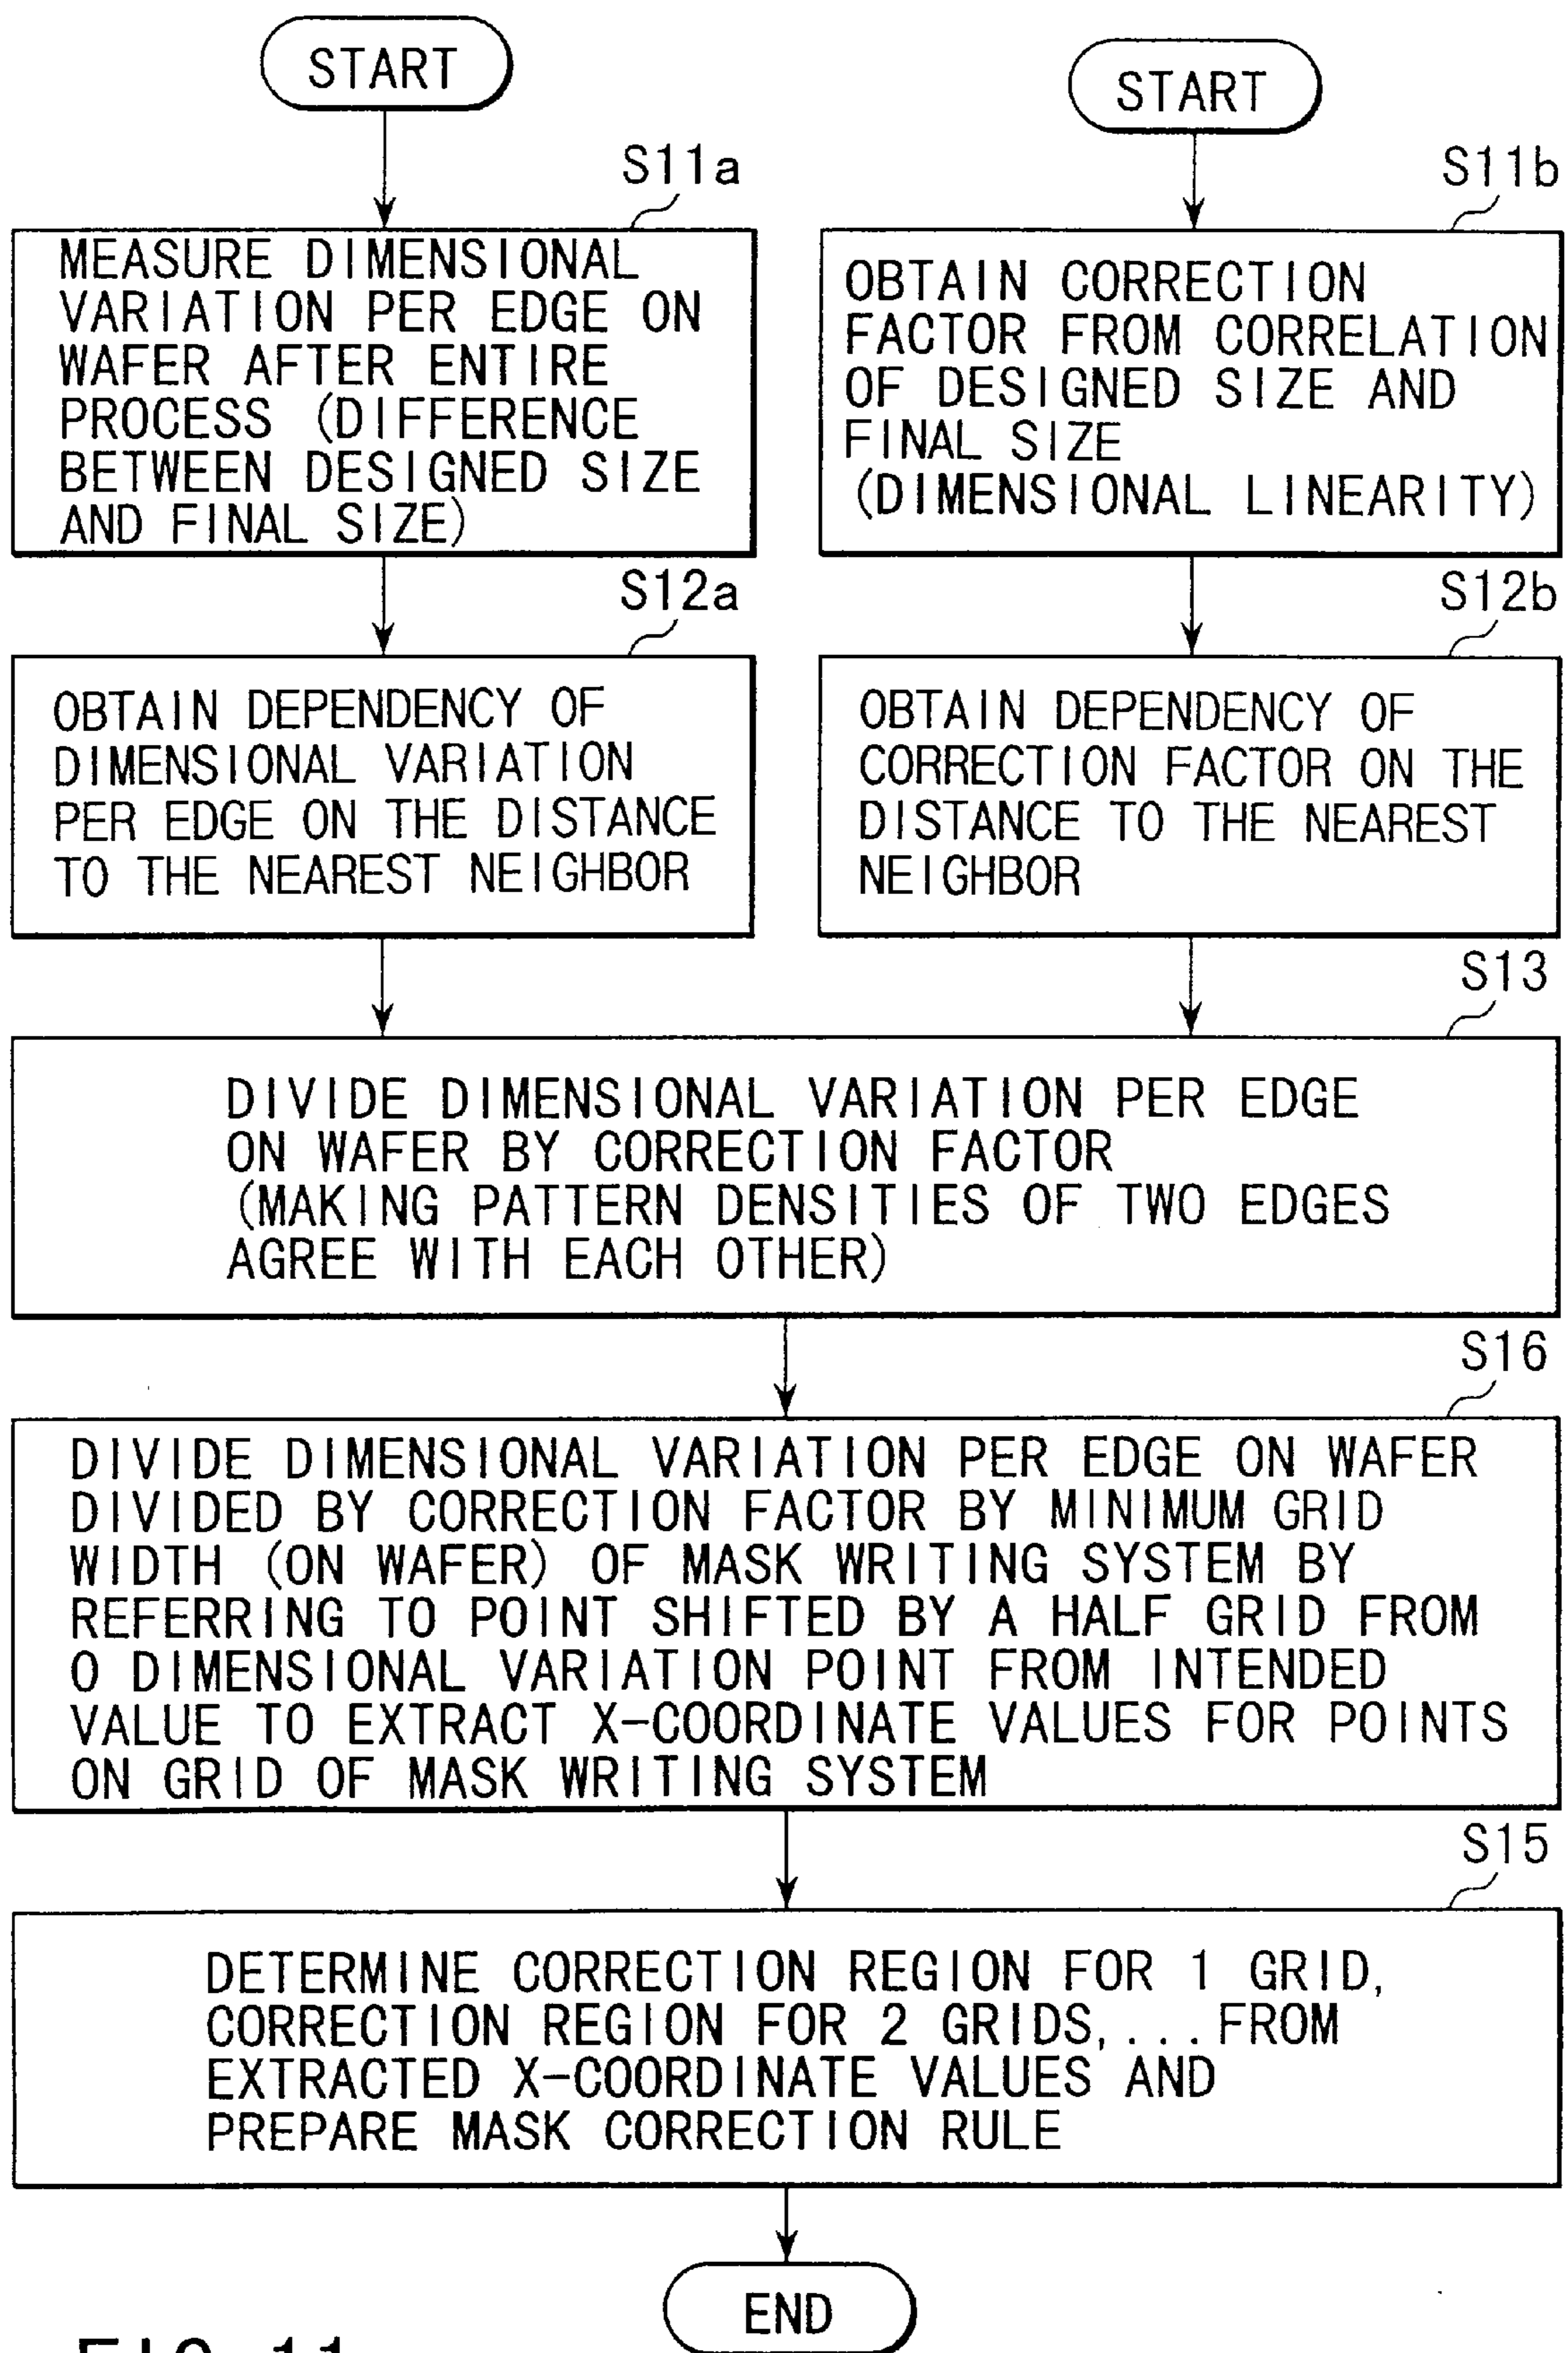 START
S11a
MEASURE DIMENSIONAL
VARIATION PER EDGE ON
WAFER AFTER ENTIRE
PROCESS (DIFFERENCE
BETWEEN DESIGNED SIZE
AND FINAL SIZE)
S12a
OBTAIN DEPENDENCY OF
DIMENSIONAL VARIATION
PER EDGE ON THE DISTANCE
TO THE NEAREST NEIGHBOR
START
S11b
OBTAIN CORRECTION
FACTOR FROM CORRELATION
OF DESIGNED SIZE AND
FINAL SIZE
(DIMENSIONAL LINEARITY)
S12b
OBTAIN DEPENDENCY OF
CORRECTION FACTOR ON THE
DISTANCE TO THE NEAREST
NEIGHBOR
S13
DIVIDE DIMENSIONAL VARIATION PER EDGE
ON WAFER BY CORRECTION FACTOR
(MAKING PATTERN DENSITIES OF TWO EDGES
AGREE WITH EACH OTHER)
S16
DIVIDE DIMENSIONAL VARIATION PER EDGE ON WAFER
DIVIDED BY CORRECTION FACTOR BY MINIMUM GRID
WIDTH (ON WAFER) OF MASK WRITING SYSTEM BY
REFERRING TO POINT SHIFTED BY A HALF GRID FROM
0 DIMENSIONAL VARIATION POINT FROM INTENDED
VALUE TO EXTRACT X-COORDINATE VALUES FOR POINTS
ON GRID OF MASK WRITING SYSTEM
S15
DETERMINE CORRECTION REGION FOR 1 GRID,
CORRECTION REGION FOR 2 GRIDS,...FROM
EXTRACTED X-COORDINATE VALUES AND
PREPARE MASK CORRECTION RULE
END
FIG.11